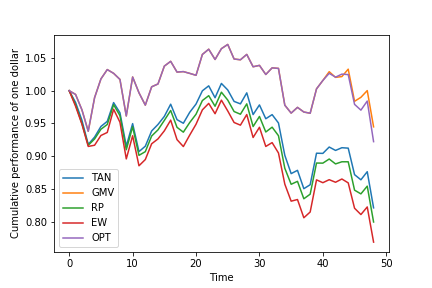 Cumulative performance of one dollar
1.05
1.00
0.95
0.90
0.85
0.80
TAN
GMV
RP
EW
OPT
0 10 20 30 40 50
Time